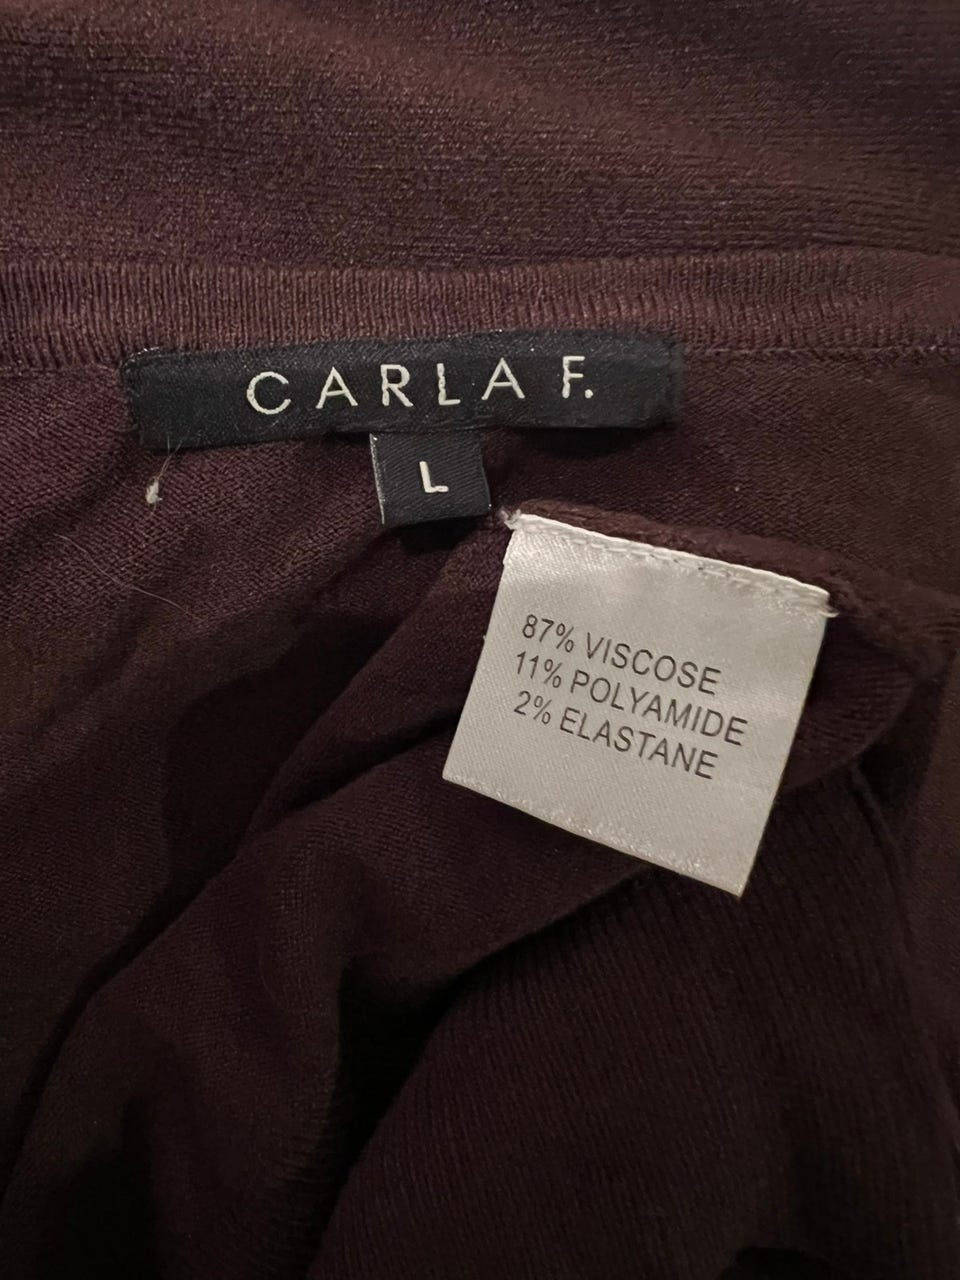 CARLA F.
L
87% VISCOSE
11% POLYAMIDE
2% ELASTANE